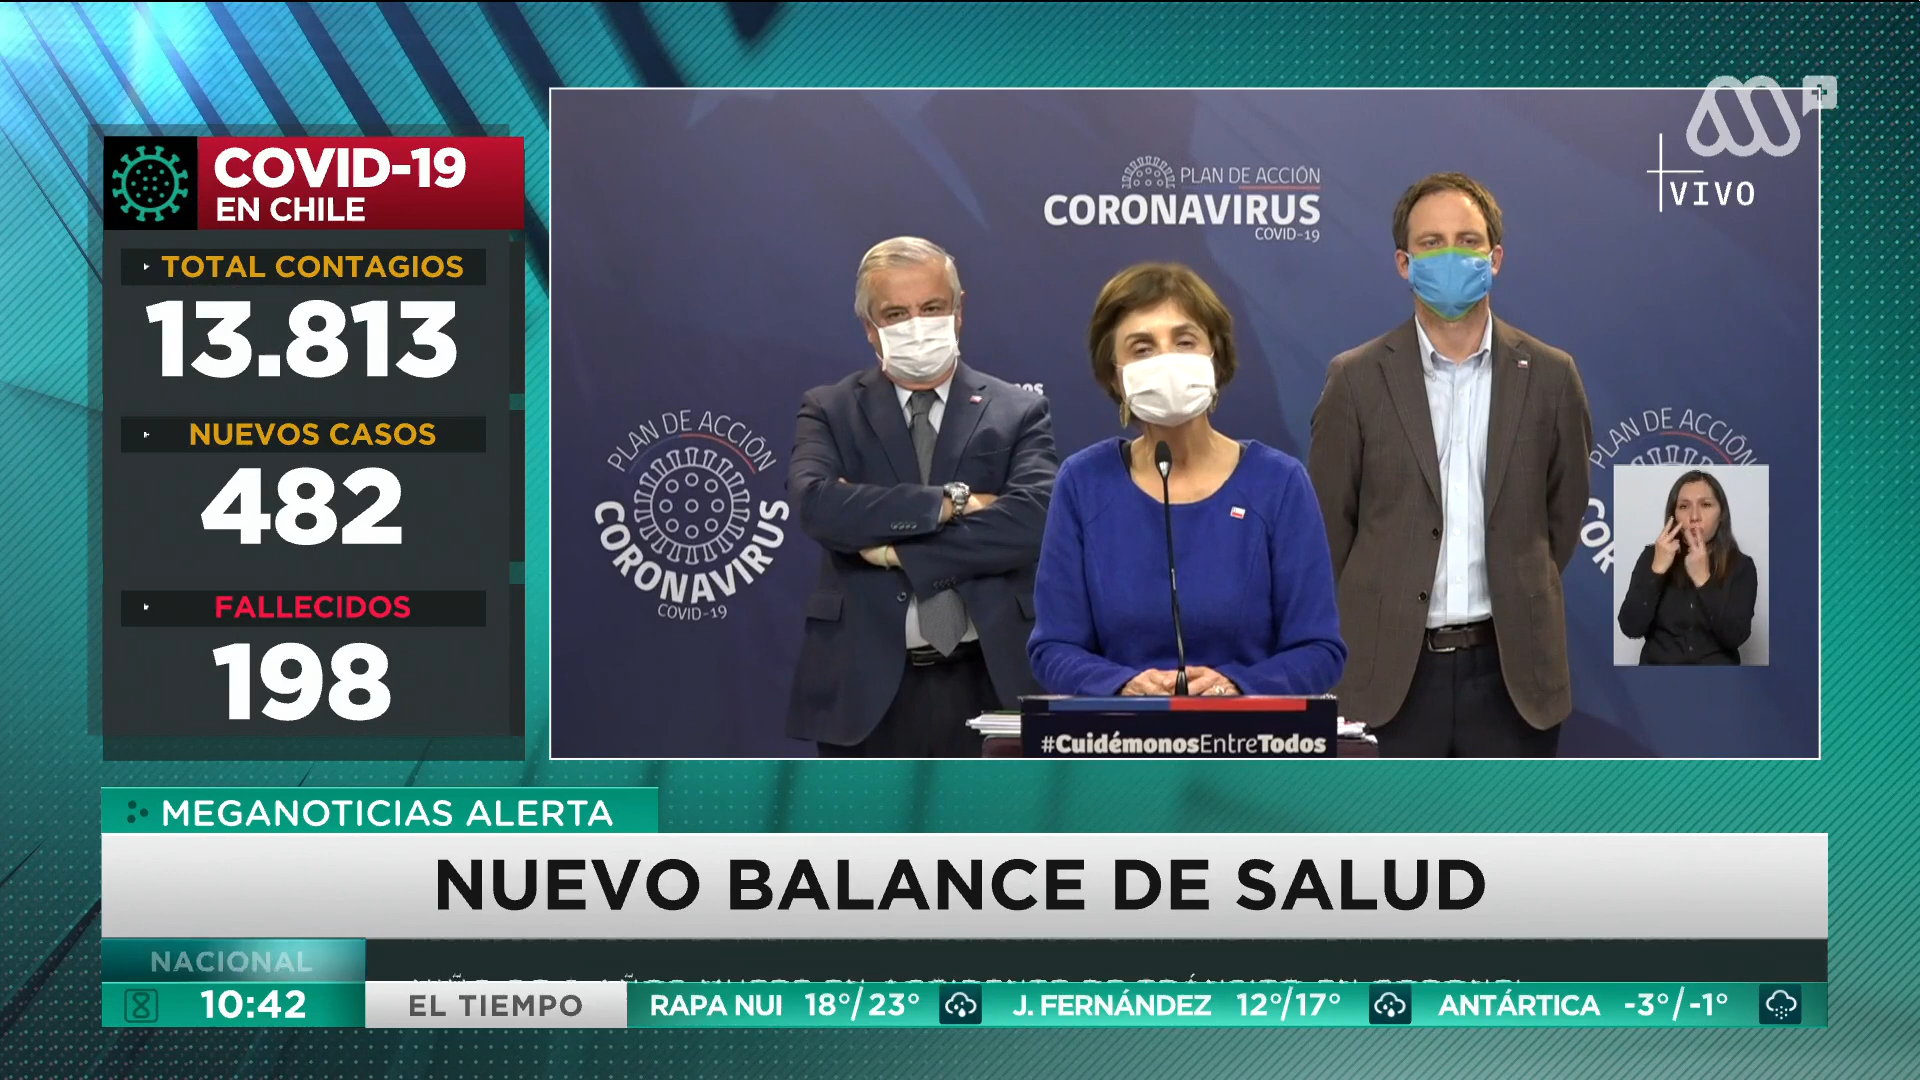 COVID-19
EN CHILE
TOTAL CONTAGIOS
13.813
NUEVOS CASOS
482
FALLECIDOS
198
PLAN DE ACCIÓN
CORONAVIRUS
COVID-19
VIVO
PLAN DE ACCIÓN
CORONAVIRUS
COVID-19
PLAN DE ACCIÓN
COR
nos
#CuidémonosEntreTodos
MEGANOTICIAS ALERTA
NUEVO BALANCE DE SALUD
NACIONAL
10:42
EL TIEMPO
RAPA NUI 18°/23°
J. FERNÁNDEZ 12°/17°
ANTÁRTICA -3°/-1°